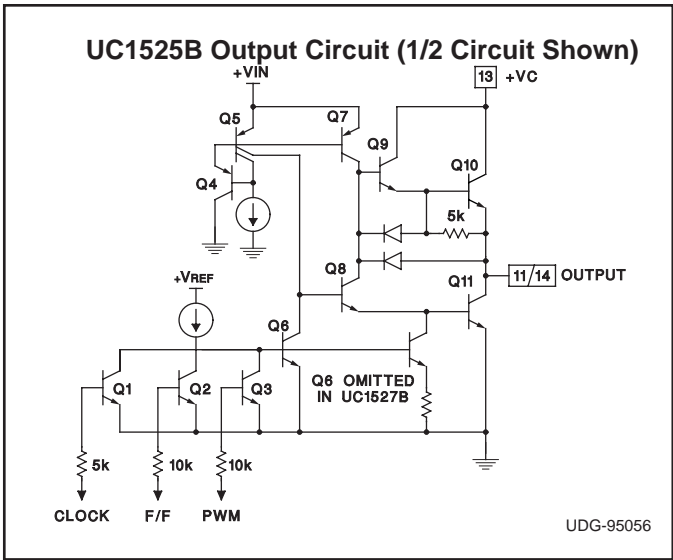 UC1525B Output Circuit (1/2 Circuit Shown)
+VIN
13 +VC
Q5
Q7
Q9
Q10
Q4
5k
Q8
+VREF
11/14 OUTPUT
Q11
Q6
Q1
Q2
Q3
Q6 OMITTED
IN UC1527B
5k
10k
10k
CLOCK
F/F
PWM
UDG-95056